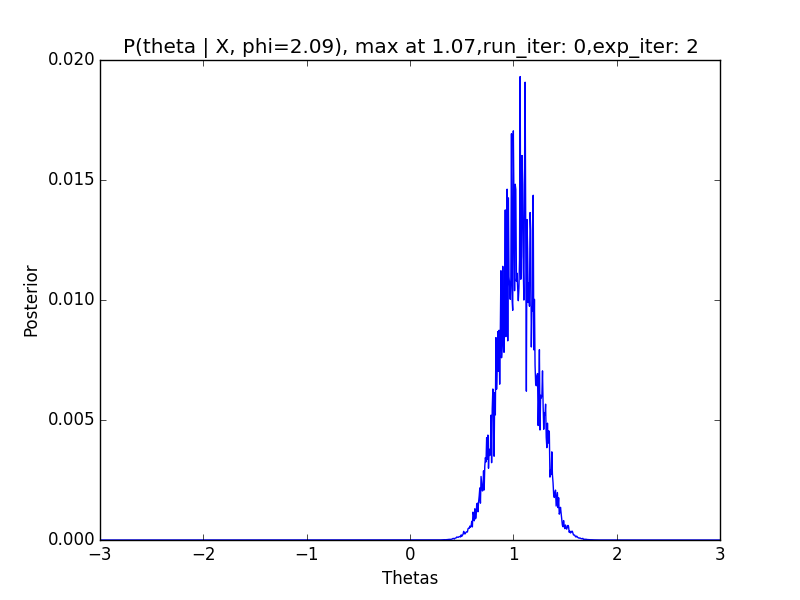 P(theta | X, phi=2.09), max at 1.07,run_iter: 0,exp_iter: 2
0.020
0.015
0.010
0.005
0.000
Posterior
−3 −2 −1 0 1 2 3
Thetas